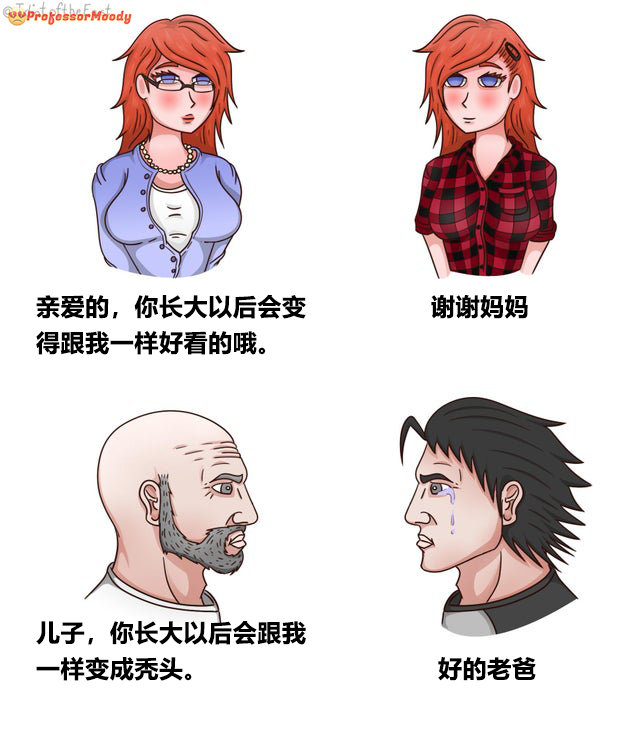 ProfessorMoody
亲爱的，你长大以后会变
得跟我一样好看的哦。
谢谢妈妈
儿子，你长大以后会跟我
一样变成秃头。
好的老爸